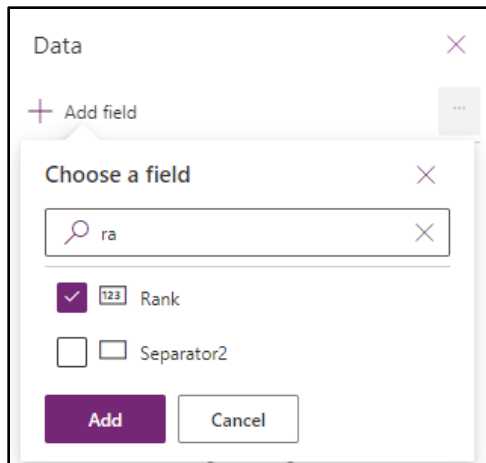 Data
Add field
...
Choose a field
ra
123 Rank
Separator2
Add Cancel